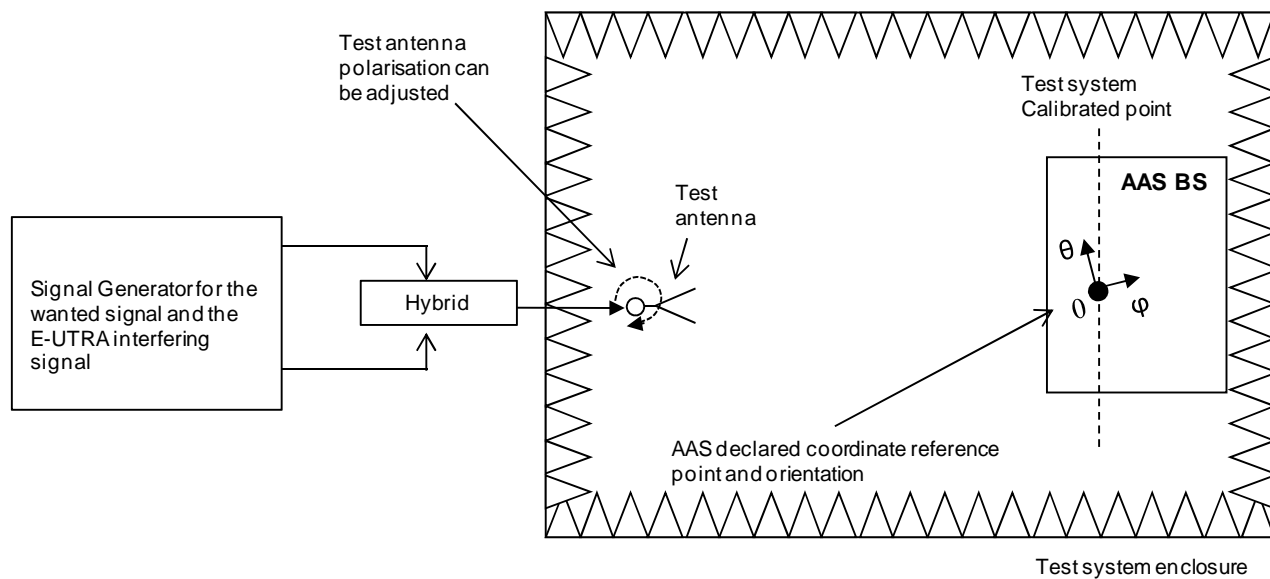 Test antenna
polarisation can
be adjusted
Test system
Calibrated point
AAS BS
Test
antenna
Signal Generator for the
wanted signal and the
E-UTRA interfering
signal
Hybrid
θ
0
φ
AAS declared coordinate reference
point and orientation
Test system enclosure